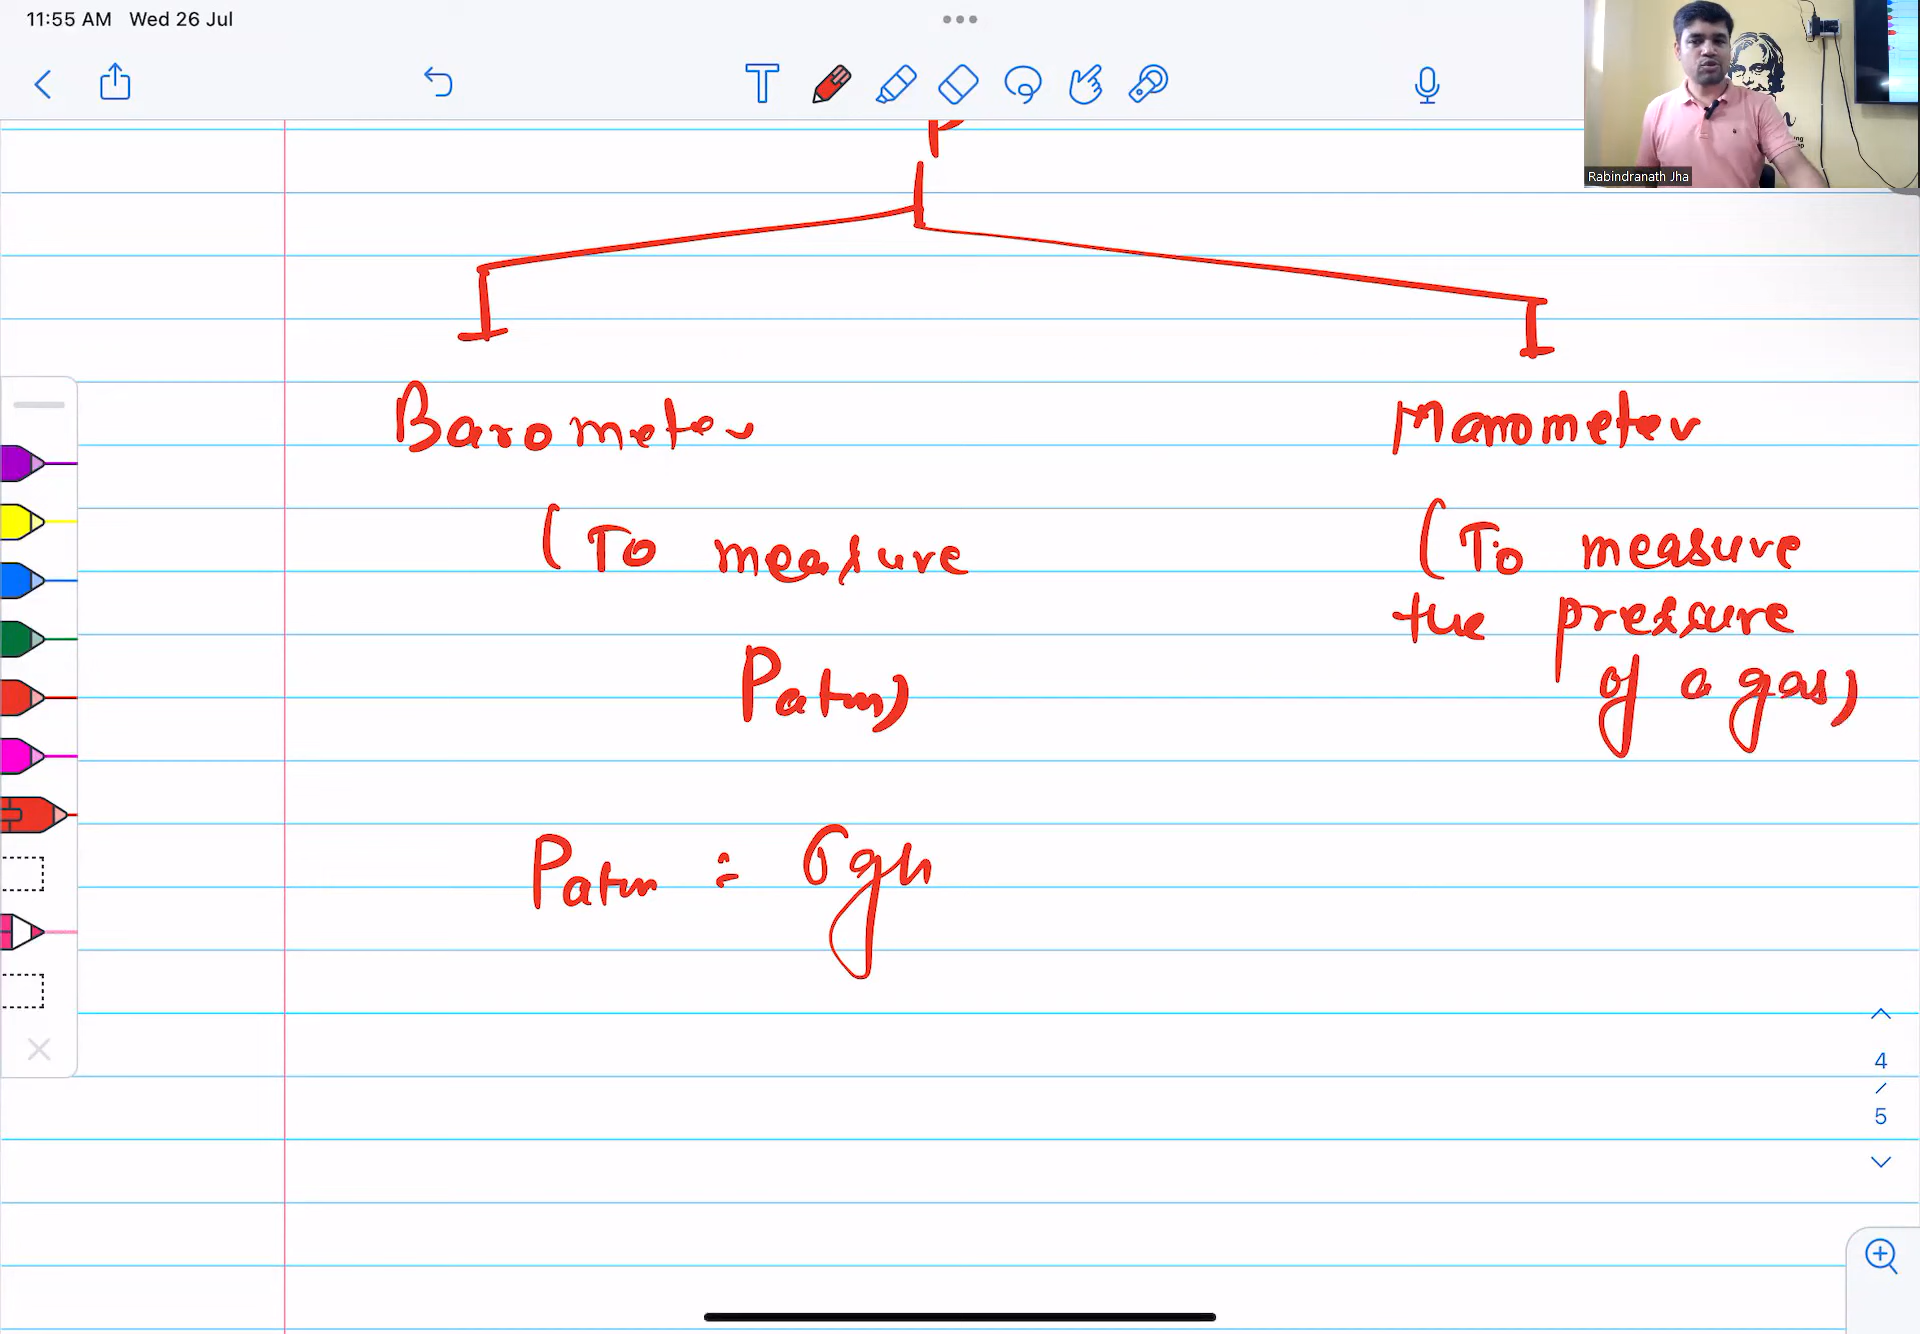 11:55 AM Wed 26 Jul
Rabindranath Jha
P
Barometer
Manometer
(To measure
Patm)
(To measure
the pressure
of a gas)
Patm = σgh
4
/
5